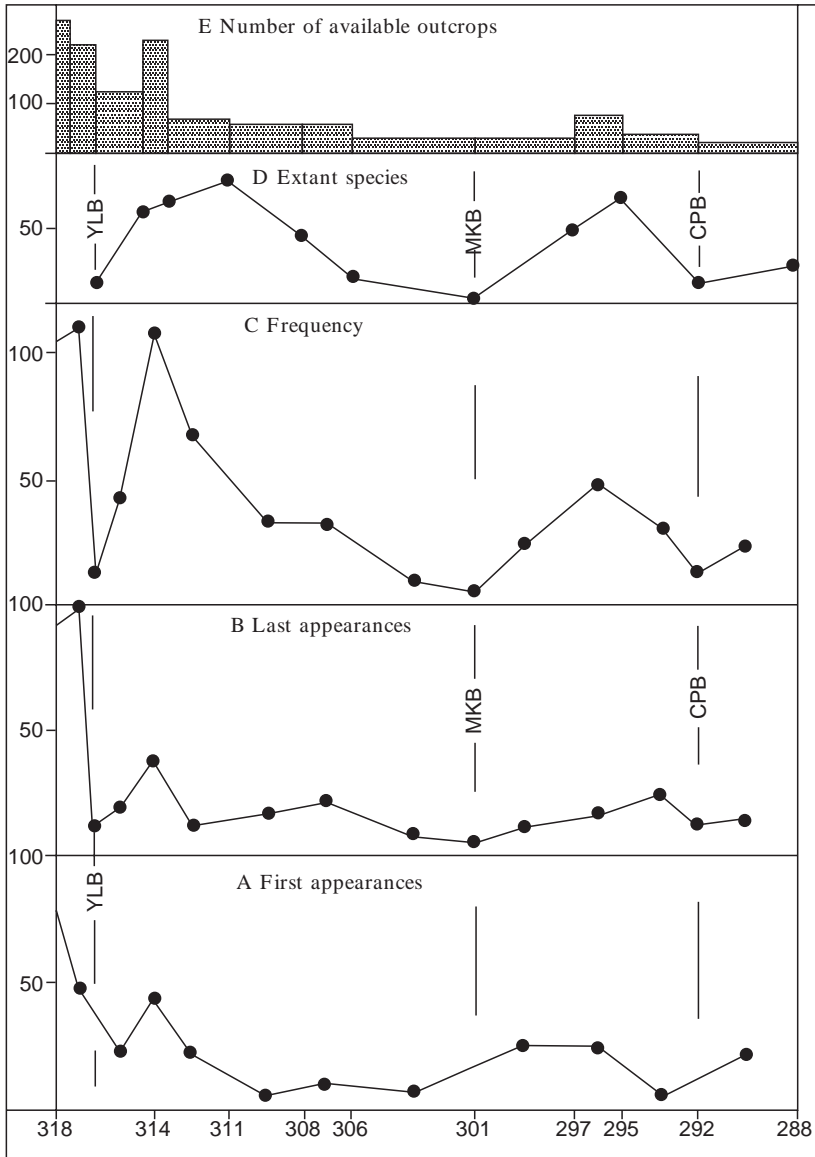 E Number of available outcrops
200
100
D Extant species
YLB
MKB
CPB
50
C Frequency
100
50
100
B Last appearances
MKB
CPB
50
100
A First appearances
YLB
50
318 314 311 308 306 301 297 295 292 288